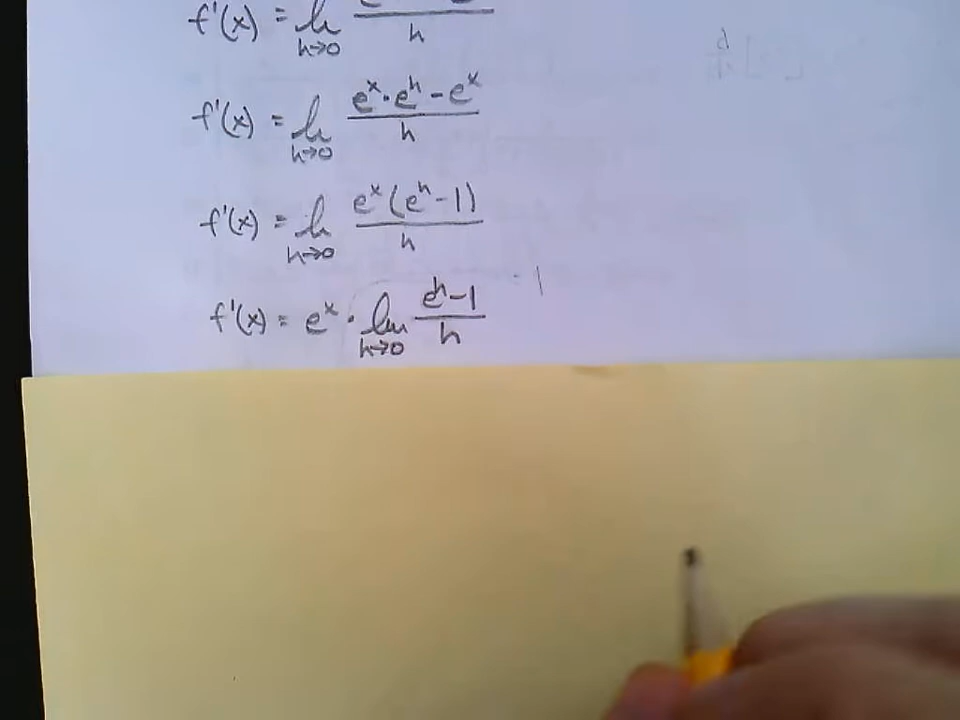 f'(x) = lim h→0 / h
f'(x) = lim h→0 e^x · e^h - e^x / h
f'(x) = lim h→0 e^x (e^h - 1) / h
f'(x) = e^x · lim h→0 e^h - 1 / h